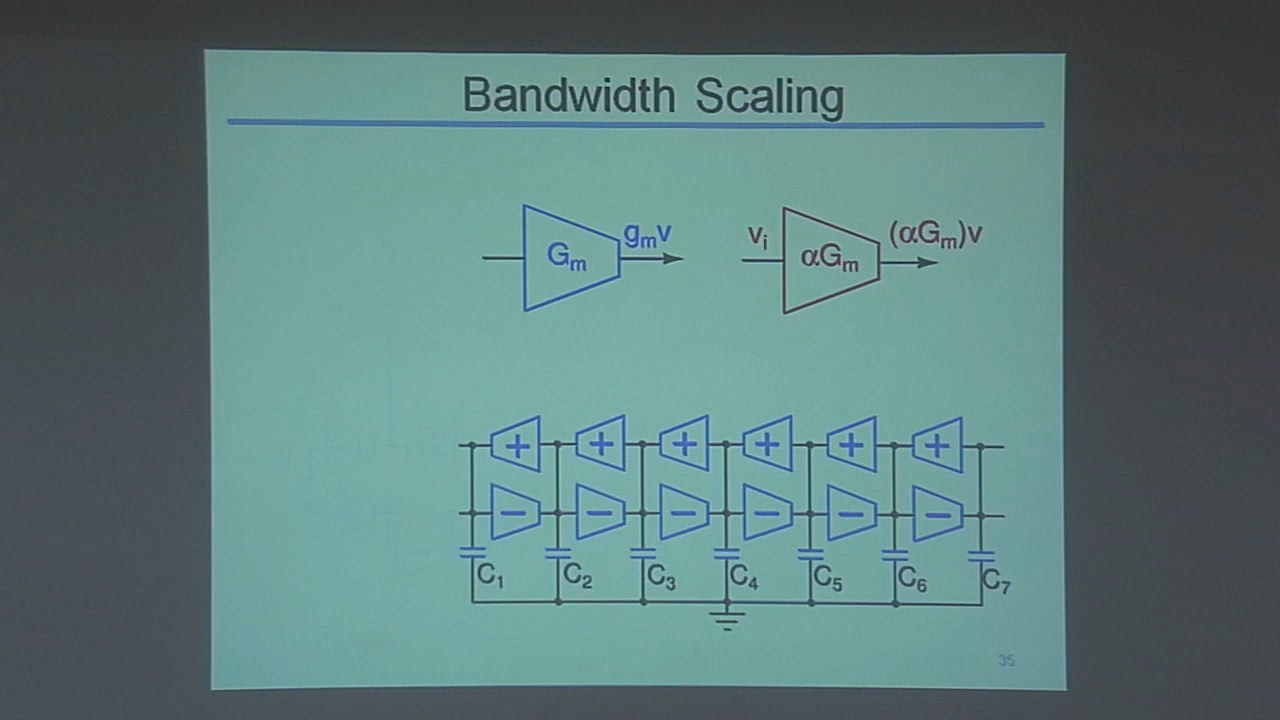 Bandwidth Scaling
Gₘ
gₘv
vᵢ
αGₘ
(αGₘ)v
+ + + + + +
− − − − − −
C₁ C₂ C₃ C₄ C₅ C₆ C₇
35